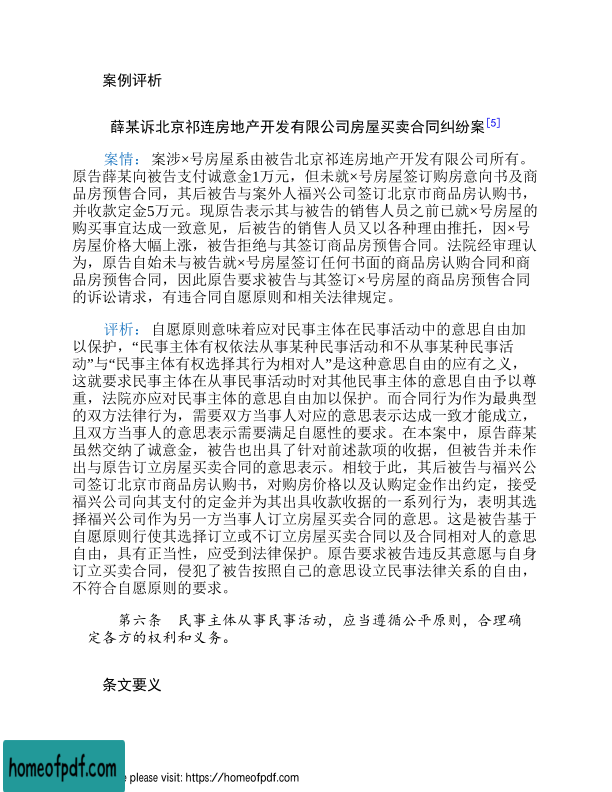 案例评析
薛某诉北京祁连房地产开发有限公司房屋买卖合同纠纷案[5]
案情：案涉×号房屋系由被告北京祁连房地产开发有限公司所有。
原告薛某向被告支付诚意金1万元，但未就×号房屋签订购房意向书及商
品房预售合同，其后被告与案外人福兴公司签订北京市商品房认购书，
并收款定金5万元。现原告表示其与被告的销售人员之前已就×号房屋的
购买事宜达成一致意见，后被告的销售人员又以各种理由推托，因×号
房屋价格大幅上涨，被告拒绝与其签订商品房预售合同。法院经审理认
为，原告自始未与被告就×号房屋签订任何书面的商品房认购合同和商
品房预售合同，因此原告要求被告与其签订×号房屋的商品房预售合同
的诉讼请求，有违合同自愿原则和相关法律规定。
评析：自愿原则意味着应对民事主体在民事活动中的意思自由加
以保护，“民事主体有权依法从事某种民事活动和不从事某种民事活
动”与“民事主体有权选择其行为相对人”是这种意思自由的应有之义，
这就要求民事主体在从事民事活动时对其他民事主体的意思自由予以尊
重，法院亦应对民事主体的意思自由加以保护。而合同行为作为最典型
的双方法律行为，需要双方当事人对应的意思表示达成一致才能成立，
且双方当事人的意思表示需要满足自愿性的要求。在本案中，原告薛某
虽然交纳了诚意金，被告也出具了针对前述款项的收据，但被告并未作
出与原告订立房屋买卖合同的意思表示。相较于此，其后被告与福兴公
司签订北京市商品房认购书，对购房价格以及认购定金作出约定，接受
福兴公司向其支付的定金并为其出具收款收据的一系列行为，表明其选
择福兴公司作为另一方当事人订立房屋买卖合同的意思。这是被告基于
自愿原则行使其选择订立或不订立房屋买卖合同以及合同相对人的意思
自由，具有正当性，应受到法律保护。原告要求被告违反其意愿与自身
订立买卖合同，侵犯了被告按照自己的意思设立民事法律关系的自由，
不符合自愿原则的要求。
第六条　民事主体从事民事活动，应当遵循公平原则，合理确
定各方的权利和义务。
条文要义
homeofpdf.com
e please visit: https://homeofpdf.com